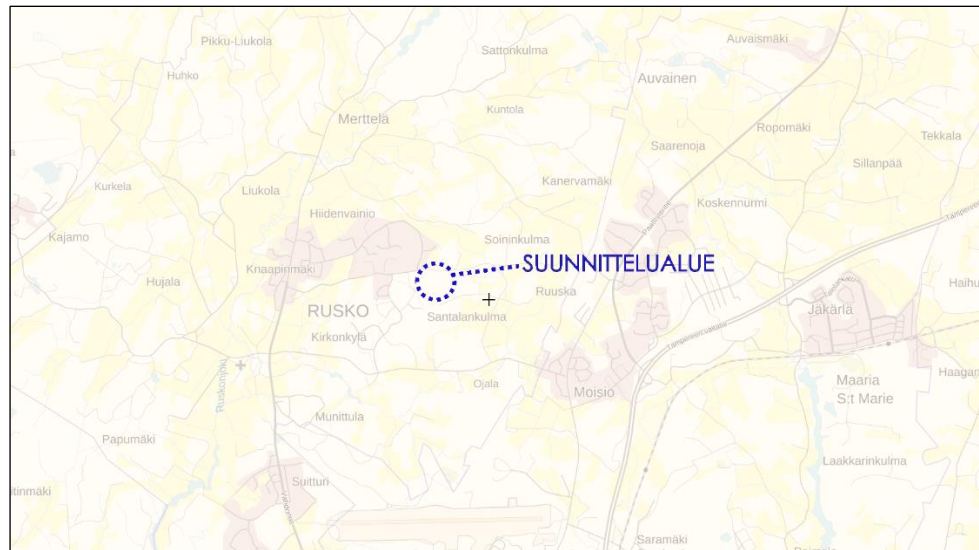 Pikku-Liukola
Sattonkulma
Auvaismäki
Huhko
Auvainen
Kuntola
Merttelä
Ropomäki
Tekkala
Saarenoja
Sillanpää
Kurkela
Liukola
Kanervamäki
Koskennurmi
Hiidenvainio
Kajamo
Soininkulma
Knaapinmäki
SUUNNITTELUALUE
Hujala
Ruuska
RUSKO
Santalankulma
Jäkärlä
Kirkonkylä
Ruskonjoki
Ojala
Moisio
Maaria
S:t Marie
Munittula
Papumäki
Laakkarinkulma
Suitturi
Saramäki